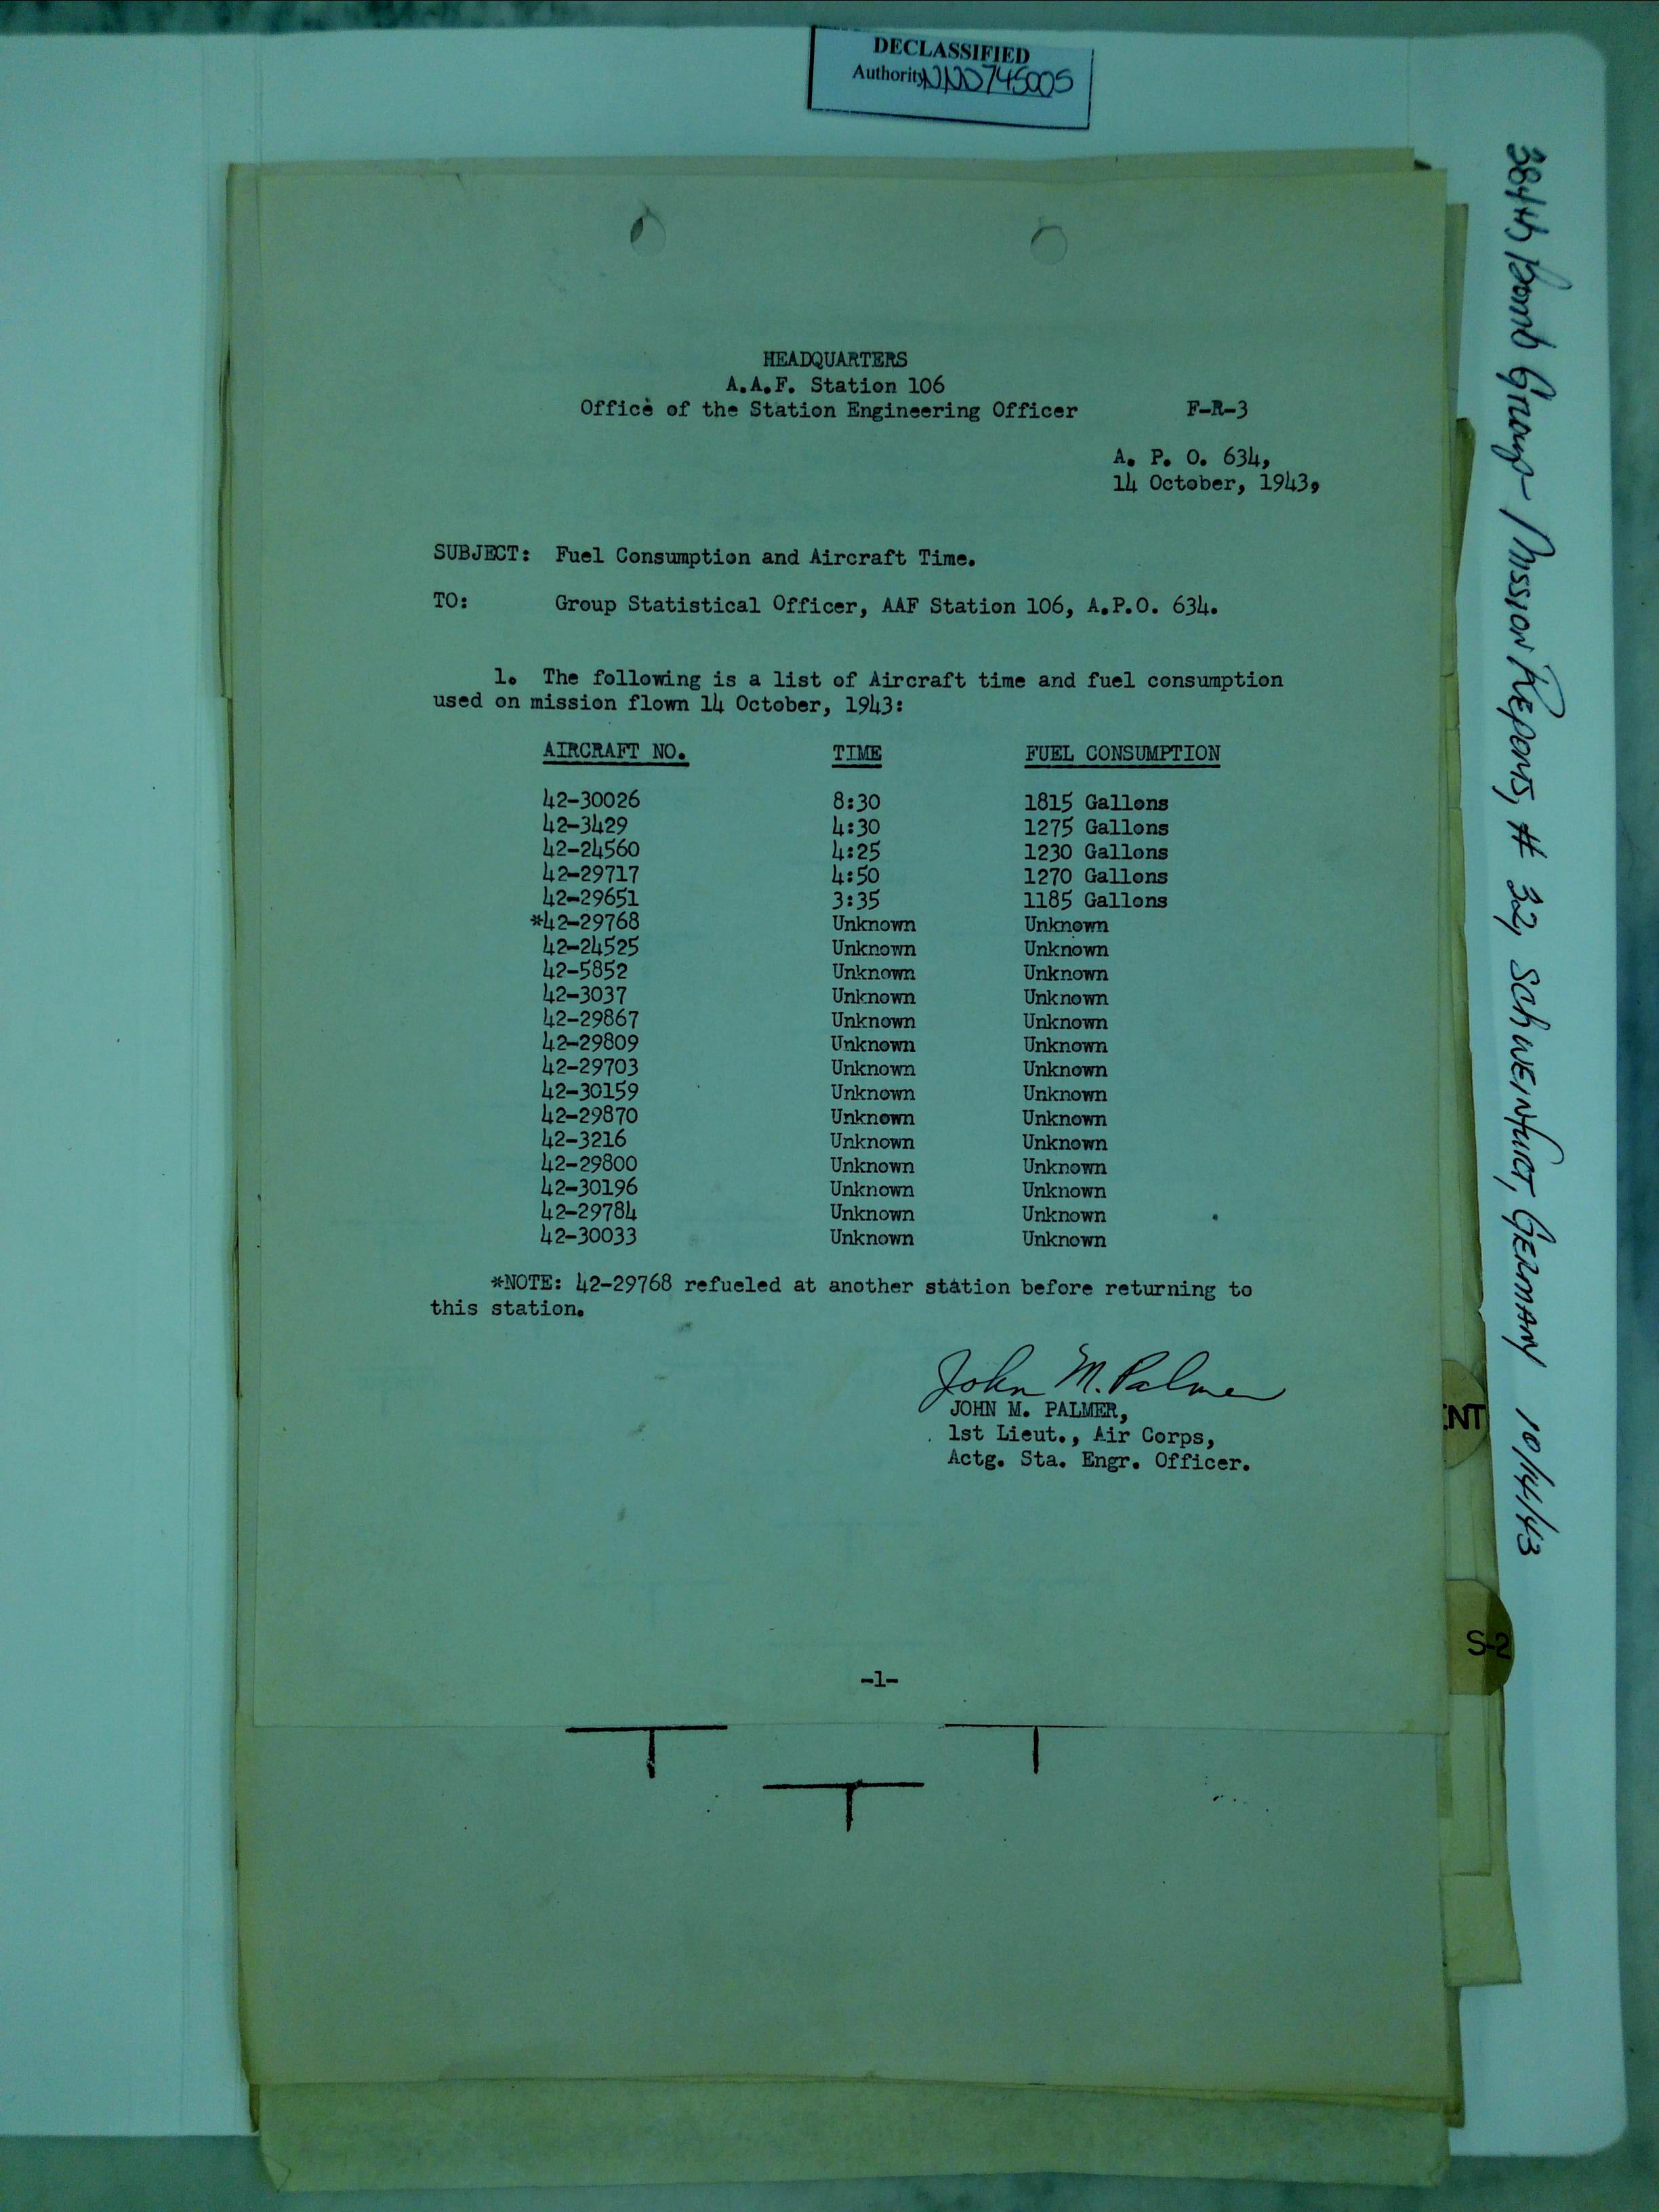 DECLASSIFIED
Authority NND745005
HEADQUARTERS
A.A.F. Station 106
Office of the Station Engineering Officer F-R-3
A. P. O. 634,
14 October, 1943,
SUBJECT: Fuel Consumption and Aircraft Time.
TO: Group Statistical Officer, AAF Station 106, A.P.O. 634.
1. The following is a list of Aircraft time and fuel consumption
used on mission flown 14 October, 1943:
AIRCRAFT NO. TIME FUEL CONSUMPTION
42-30026 8:30 1815 Gallons
42-3429 4:30 1275 Gallons
42-24560 4:25 1230 Gallons
42-29717 4:50 1270 Gallons
42-29651 3:35 1185 Gallons
*42-29768 Unknown Unknown
42-24525 Unknown Unknown
42-5852 Unknown Unknown
42-3037 Unknown Unknown
42-29867 Unknown Unknown
42-29809 Unknown Unknown
42-29703 Unknown Unknown
42-30159 Unknown Unknown
42-29870 Unknown Unknown
42-3216 Unknown Unknown
42-29800 Unknown Unknown
42-30196 Unknown Unknown
42-29784 Unknown Unknown
42-30033 Unknown Unknown
*NOTE: 42-29768 refueled at another station before returning to
this station.
John M. Palmer
JOHN M. PALMER,
1st Lieut., Air Corps,
Actg. Sta. Engr. Officer.
-1-
384th Bomb Group - Mission Reports, # 32, Schweinfurt, Germany 10/14/43
NT
S-2